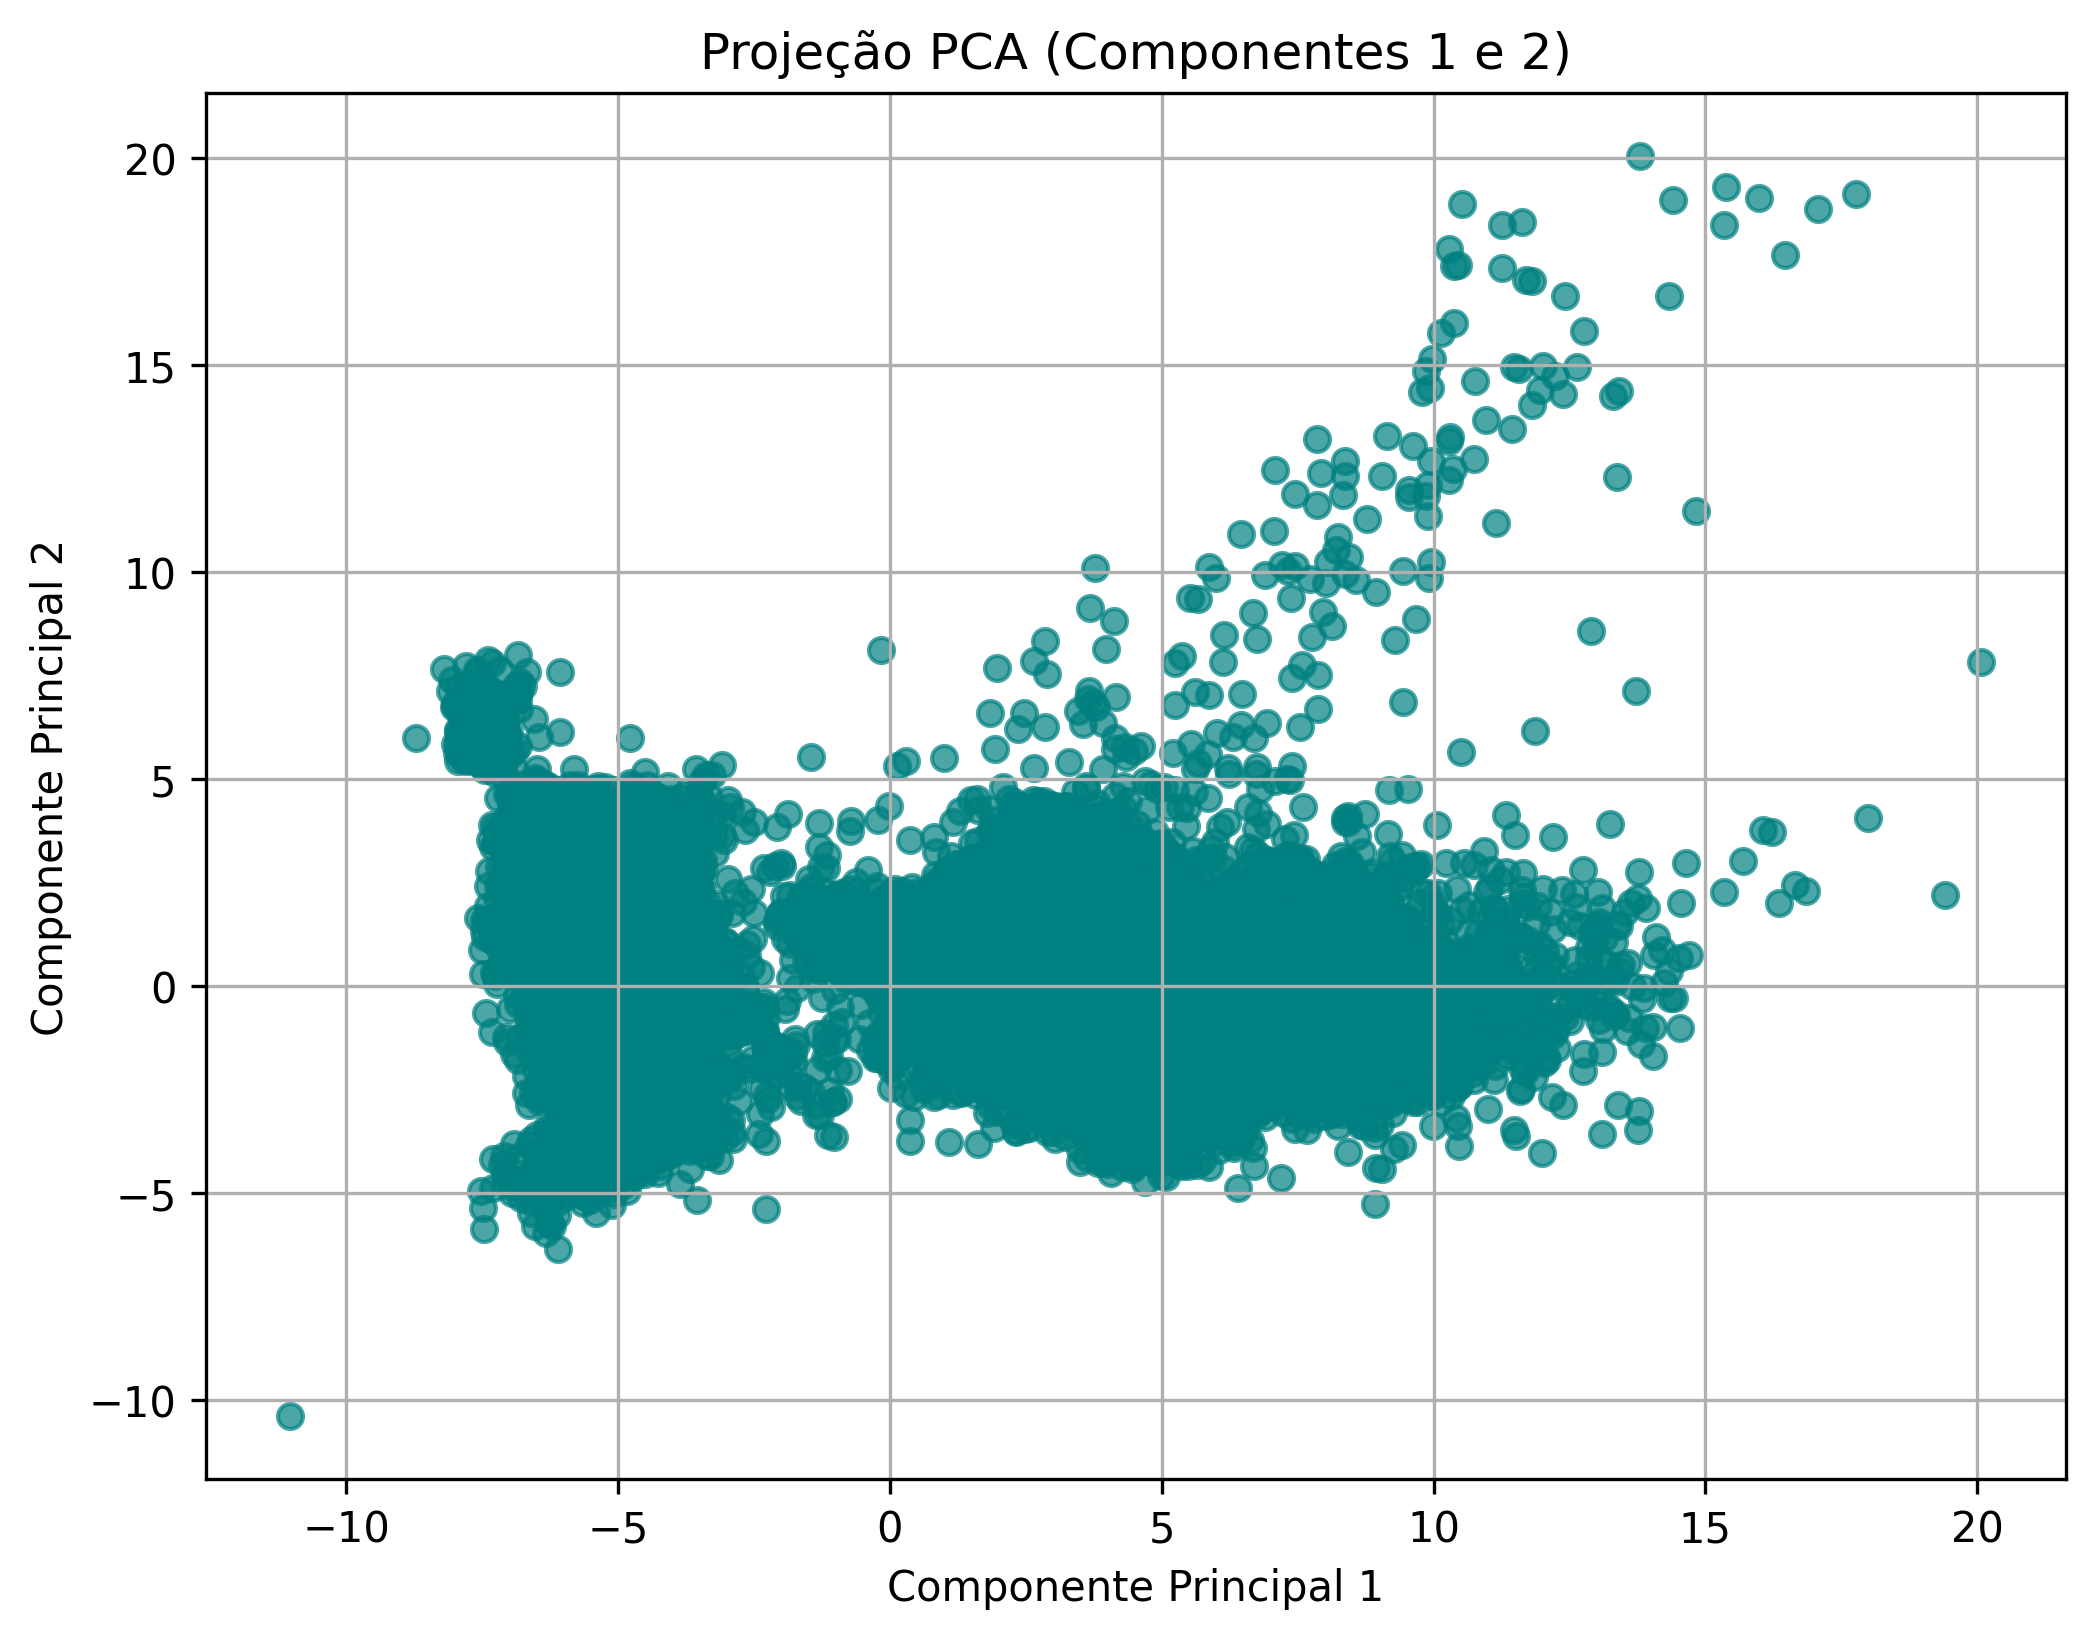 Projeção PCA (Componentes 1 e 2)
20
15
10
5
0
−5
−10
Componente Principal 2
−10 −5 0 5 10 15 20
Componente Principal 1